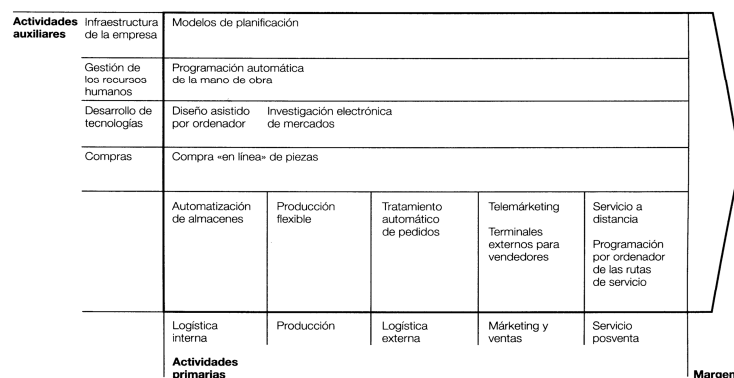 Actividades auxiliares
Infraestructura de la empresa
Modelos de planificación
Gestión de los recursos humanos
Programación automática de la mano de obra
Desarrollo de tecnologías
Diseño asistido por ordenador
Investigación electrónica de mercados
Compras
Compra «en línea» de piezas
Automatización de almacenes
Producción flexible
Tratamiento automático de pedidos
Telemárketing
Terminales externos para vendedores
Servicio a distancia
Programación por ordenador de las rutas de servicio
Logística interna
Producción
Logística externa
Márketing y ventas
Servicio posventa
Actividades primarias
Margen